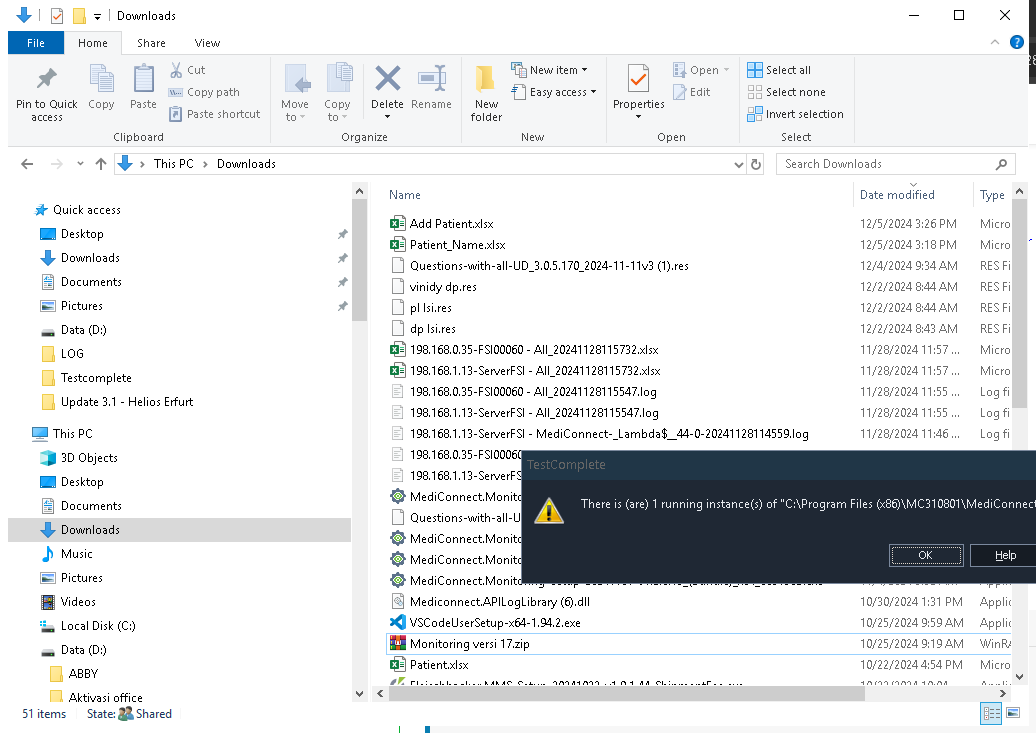 Downloads
File
Home
Share
View
Pin to Quick access
Copy
Paste
Cut
Copy path
Paste shortcut
Clipboard
Move to
Copy to
Delete
Rename
Organize
New folder
New item
Easy access
New
Properties
Open
Edit
Open
Select all
Select none
Invert selection
Select
This PC > Downloads
Search Downloads
Quick access
Desktop
Downloads
Documents
Pictures
Data (D:)
LOG
Testcomplete
Update 3.1 - Helios Erfurt
This PC
3D Objects
Desktop
Documents
Downloads
Music
Pictures
Videos
Local Disk (C:)
Data (D:)
ABBY
Aktivasi office
Name Date modified Type
Add Patient.xlsx 12/5/2024 3:26 PM Micro
Patient_Name.xlsx 12/5/2024 3:18 PM Micro
Questions-with-all-UD_3.0.5.170_2024-11-11v3 (1).res 12/4/2024 9:34 AM RES Fi
vinidy dp.res 12/2/2024 8:44 AM RES Fi
pl lsi.res 12/2/2024 8:44 AM RES Fi
dp lsi.res 12/2/2024 8:43 AM RES Fi
198.168.0.35-FSI00060 - All_20241128115732.xlsx 11/28/2024 11:57 ... Micro
198.168.1.13-ServerFSI - All_20241128115732.xlsx 11/28/2024 11:57 ... Micro
198.168.0.35-FSI00060 - All_20241128115547.log 11/28/2024 11:55 ... Log fi
198.168.1.13-ServerFSI - All_20241128115547.log 11/28/2024 11:55 ... Log fi
198.168.1.13-ServerFSI - MediConnect-_Lambda$__44-0-20241128114559.log 11/28/2024 11:46 ... Log fi
198.168.0.35-FSI0006
198.168.1.13-ServerFS
MediConnect.Monito
Questions-with-all-U
MediConnect.Monito
MediConnect.Monito
MediConnect.Monito
TestComplete
There is (are) 1 running instance(s) of "C:\Program Files (x86)\MC310801\MediConnect
OK
Help
Mediconnect.APILogLibrary (6).dll 10/30/2024 1:31 PM Applic
VSCodeUserSetup-x64-1.94.2.exe 10/25/2024 9:59 AM Applic
Monitoring versi 17.zip 10/25/2024 9:19 AM WinRA
Patient.xlsx 10/22/2024 4:54 PM Micro
51 items
State: Shared